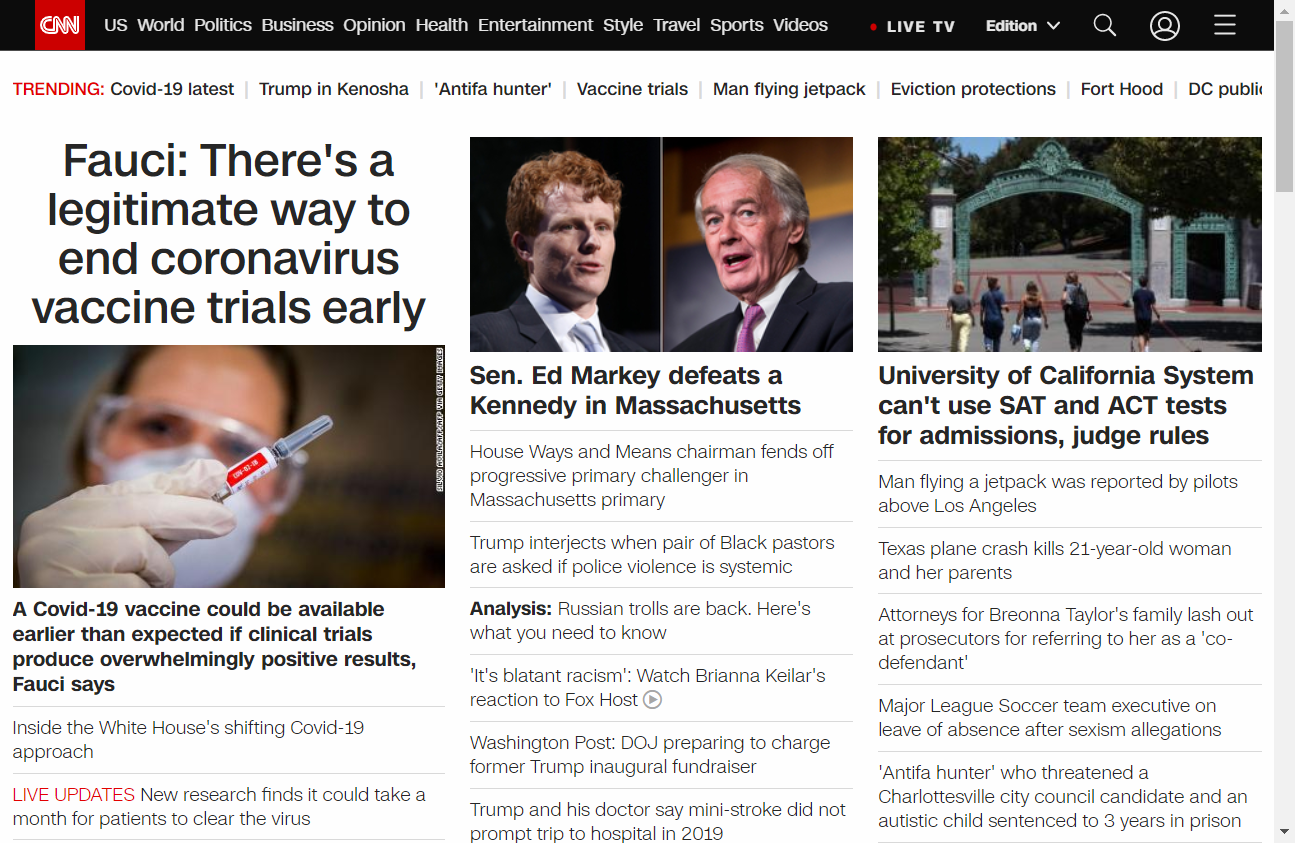 CNN
US World Politics Business Opinion Health Entertainment Style Travel Sports Videos
LIVE TV
Edition
TRENDING: Covid-19 latest | Trump in Kenosha | 'Antifa hunter' | Vaccine trials | Man flying jetpack | Eviction protections | Fort Hood | DC public
Fauci: There's a
legitimate way to
end coronavirus
vaccine trials early
A Covid-19 vaccine could be available
earlier than expected if clinical trials
produce overwhelmingly positive results,
Fauci says
Inside the White House's shifting Covid-19
approach
LIVE UPDATES New research finds it could take a
month for patients to clear the virus
Sen. Ed Markey defeats a
Kennedy in Massachusetts
House Ways and Means chairman fends off
progressive primary challenger in
Massachusetts primary
Trump interjects when pair of Black pastors
are asked if police violence is systemic
Analysis: Russian trolls are back. Here's
what you need to know
'It's blatant racism': Watch Brianna Keilar's
reaction to Fox Host
Washington Post: DOJ preparing to charge
former Trump inaugural fundraiser
Trump and his doctor say mini-stroke did not
prompt trip to hospital in 2019
University of California System
can't use SAT and ACT tests
for admissions, judge rules
Man flying a jetpack was reported by pilots
above Los Angeles
Texas plane crash kills 21-year-old woman
and her parents
Attorneys for Breonna Taylor's family lash out
at prosecutors for referring to her as a 'co-
defendant'
Major League Soccer team executive on
leave of absence after sexism allegations
'Antifa hunter' who threatened a
Charlottesville city council candidate and an
autistic child sentenced to 3 years in prison